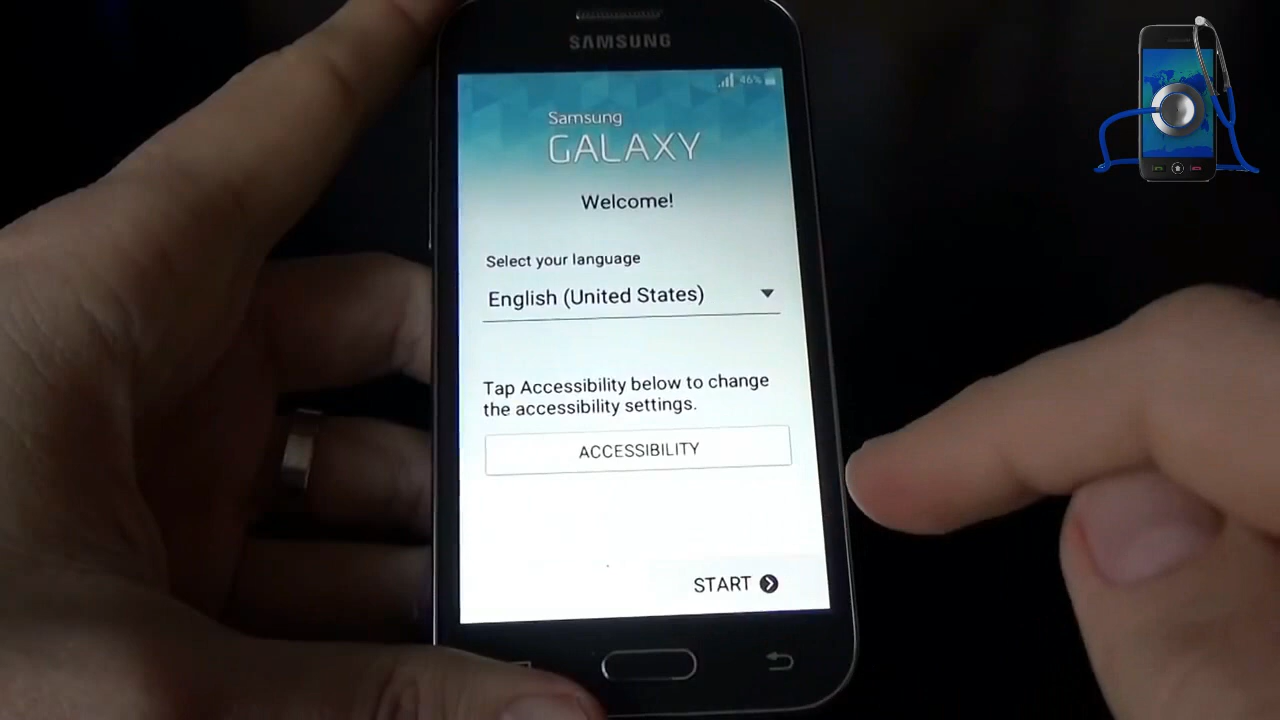 SAMSUNG
46%
Samsung
GALAXY
Welcome!
Select your language
English (United States)
Tap Accessibility below to change
the accessibility settings.
ACCESSIBILITY
START